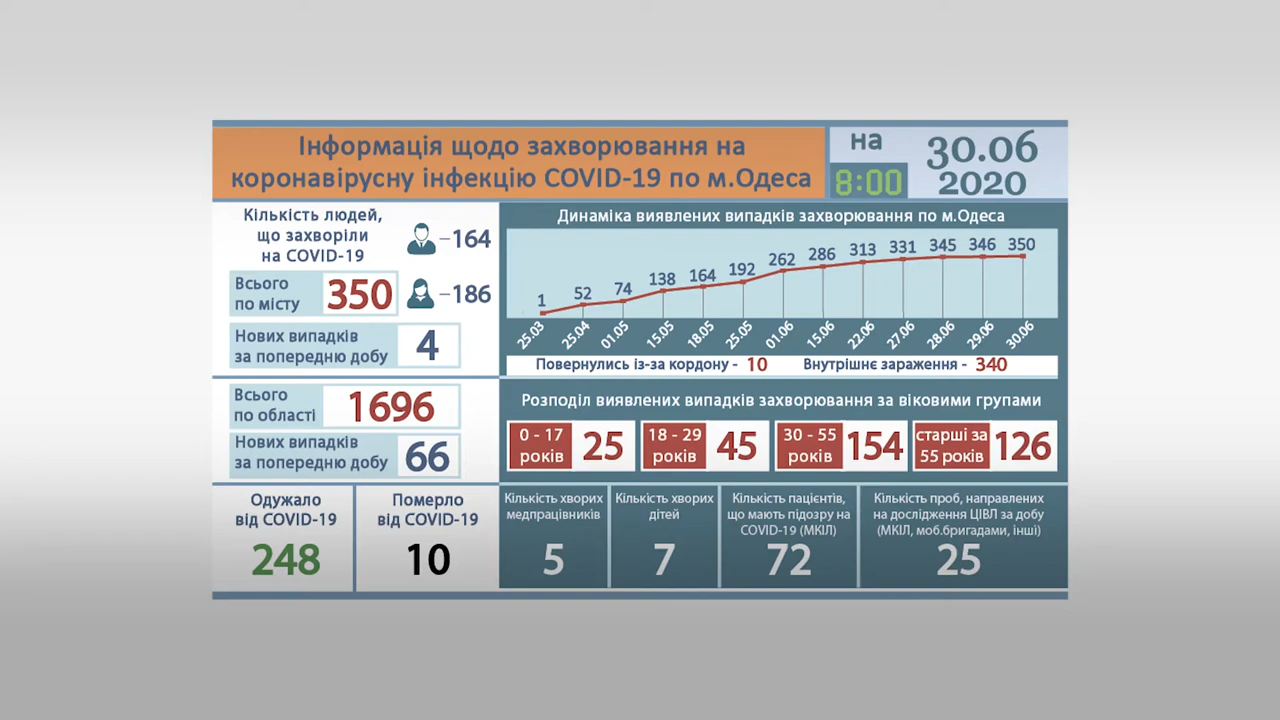 Інформація щодо захворювання на
коронавірусну інфекцію COVID-19 по м.Одеса
на
8:00
30.06
2020
Кількість людей,
що захворіли
на COVID-19
–164
–186
Всього
по місту
350
Нових випадків
за попередню добу
4
Всього
по області
1696
Нових випадків
за попередню добу
66
Динаміка виявлених випадків захворювання по м.Одеса
1 52 74 138 164 192 262 286 313 331 345 346 350
25.03 25.04 01.05 15.05 18.05 25.05 01.06 15.06 22.06 27.06 28.06 29.06 30.06
Повернулись із-за кордону - 10 Внутрішнє зараження - 340
Розподіл виявлених випадків захворювання за віковими групами
0 - 17
років
25
18 - 29
років
45
30 - 55
років
154
старші за
55 років
126
Одужало
від COVID-19
248
Померло
від COVID-19
10
Кількість хворих
медпрацівників
5
Кількість хворих
дітей
7
Кількість пацієнтів,
що мають підозру на
COVID-19 (МКІЛ)
72
Кількість проб, направлених
на дослідження ЦІВЛ за добу
(МКІЛ, моб.бригадами, інші)
25